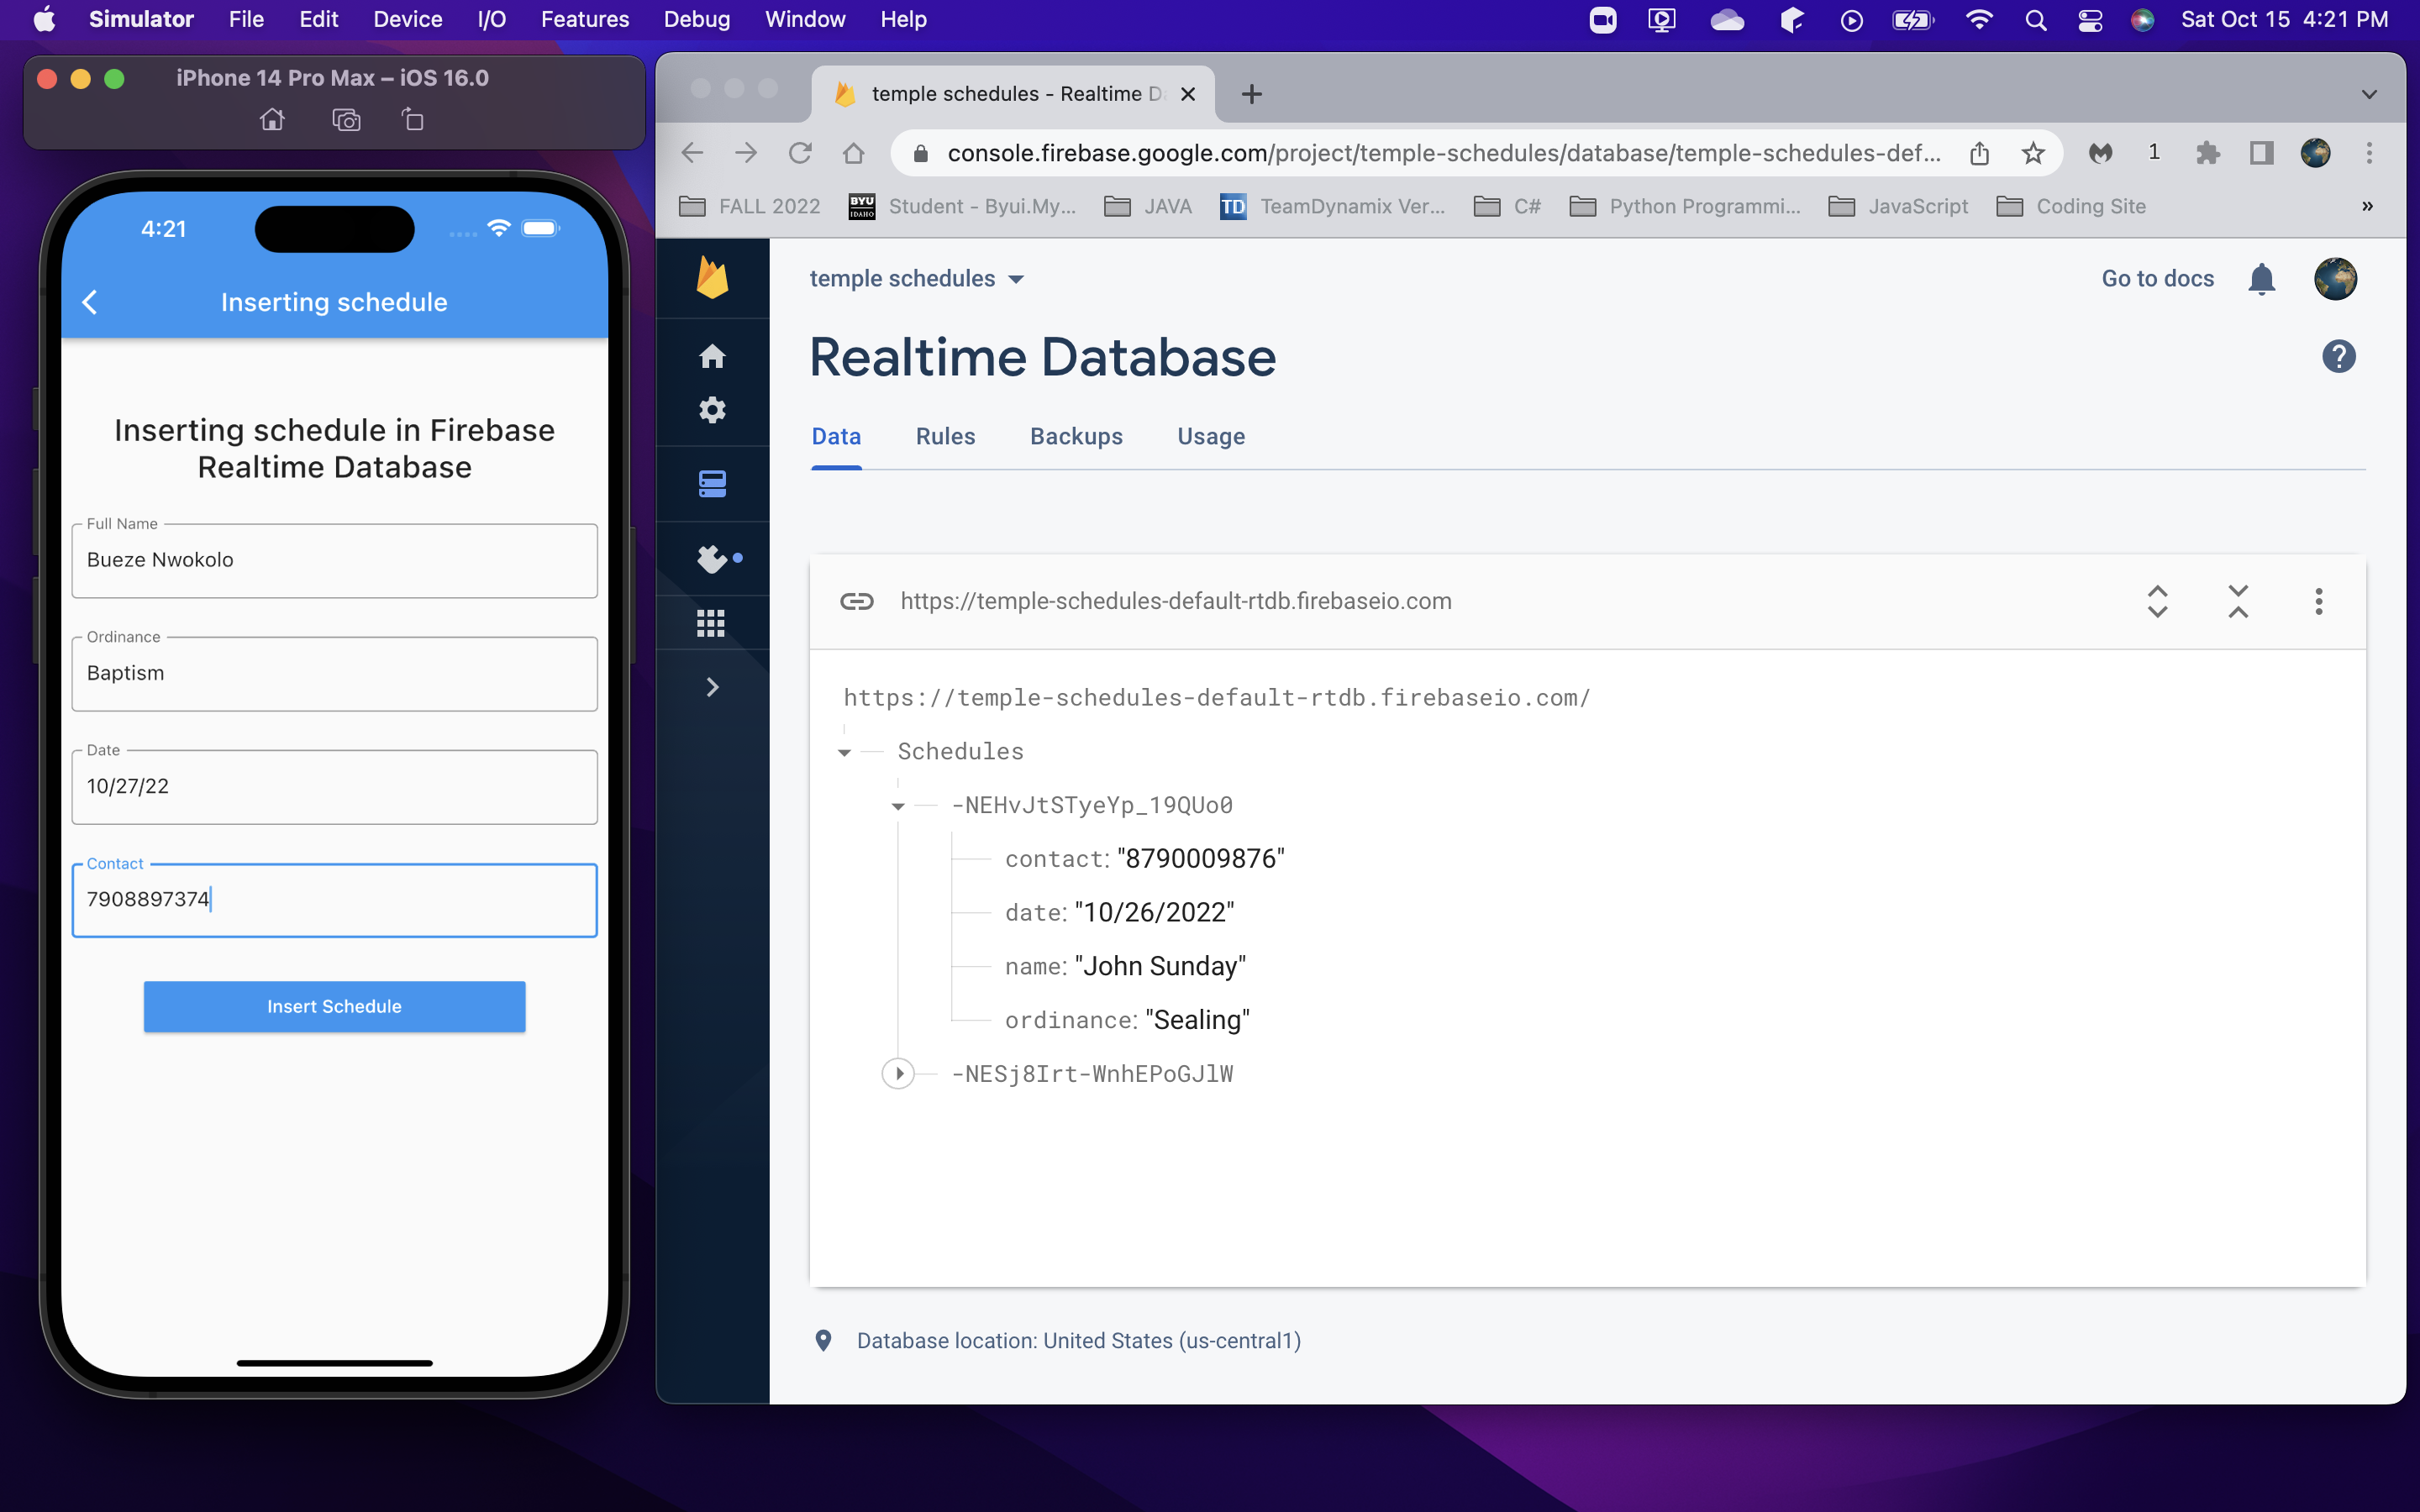 Simulator File Edit Device I/O Features Debug Window Help Sat Oct 15 4:21 PM
iPhone 14 Pro Max – iOS 16.0
4:21
Inserting schedule
Inserting schedule in Firebase
Realtime Database
Full Name
Bueze Nwokolo
Ordinance
Baptism
Date
10/27/22
Contact
7908897374
Insert Schedule
temple schedules - Realtime D
console.firebase.google.com/project/temple-schedules/database/temple-schedules-def...
1
FALL 2022 BYU IDAHO Student - Byui.My... JAVA TD TeamDynamix Ver... C# Python Programmi... JavaScript Coding Site »
temple schedules Go to docs
Realtime Database
?
Data Rules Backups Usage
https://temple-schedules-default-rtdb.firebaseio.com
https://temple-schedules-default-rtdb.firebaseio.com/
Schedules
-NEHvJtSTyeYp_19QUo0
contact: "8790009876"
date: "10/26/2022"
name: "John Sunday"
ordinance: "Sealing"
-NESj8Irt-WnhEPoGJlW
Database location: United States (us-central1)